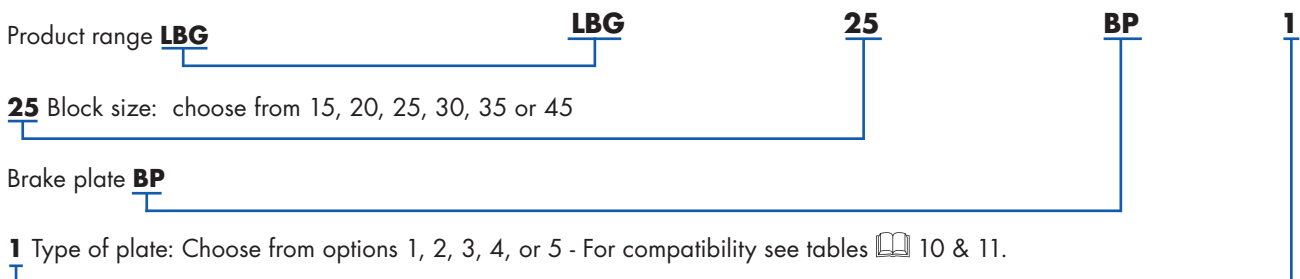 LBG 25 BP 1
Product range LBG
25 Block size: choose from 15, 20, 25, 30, 35 or 45
Brake plate BP
1 Type of plate: Choose from options 1, 2, 3, 4, or 5 - For compatibility see tables 10 & 11.